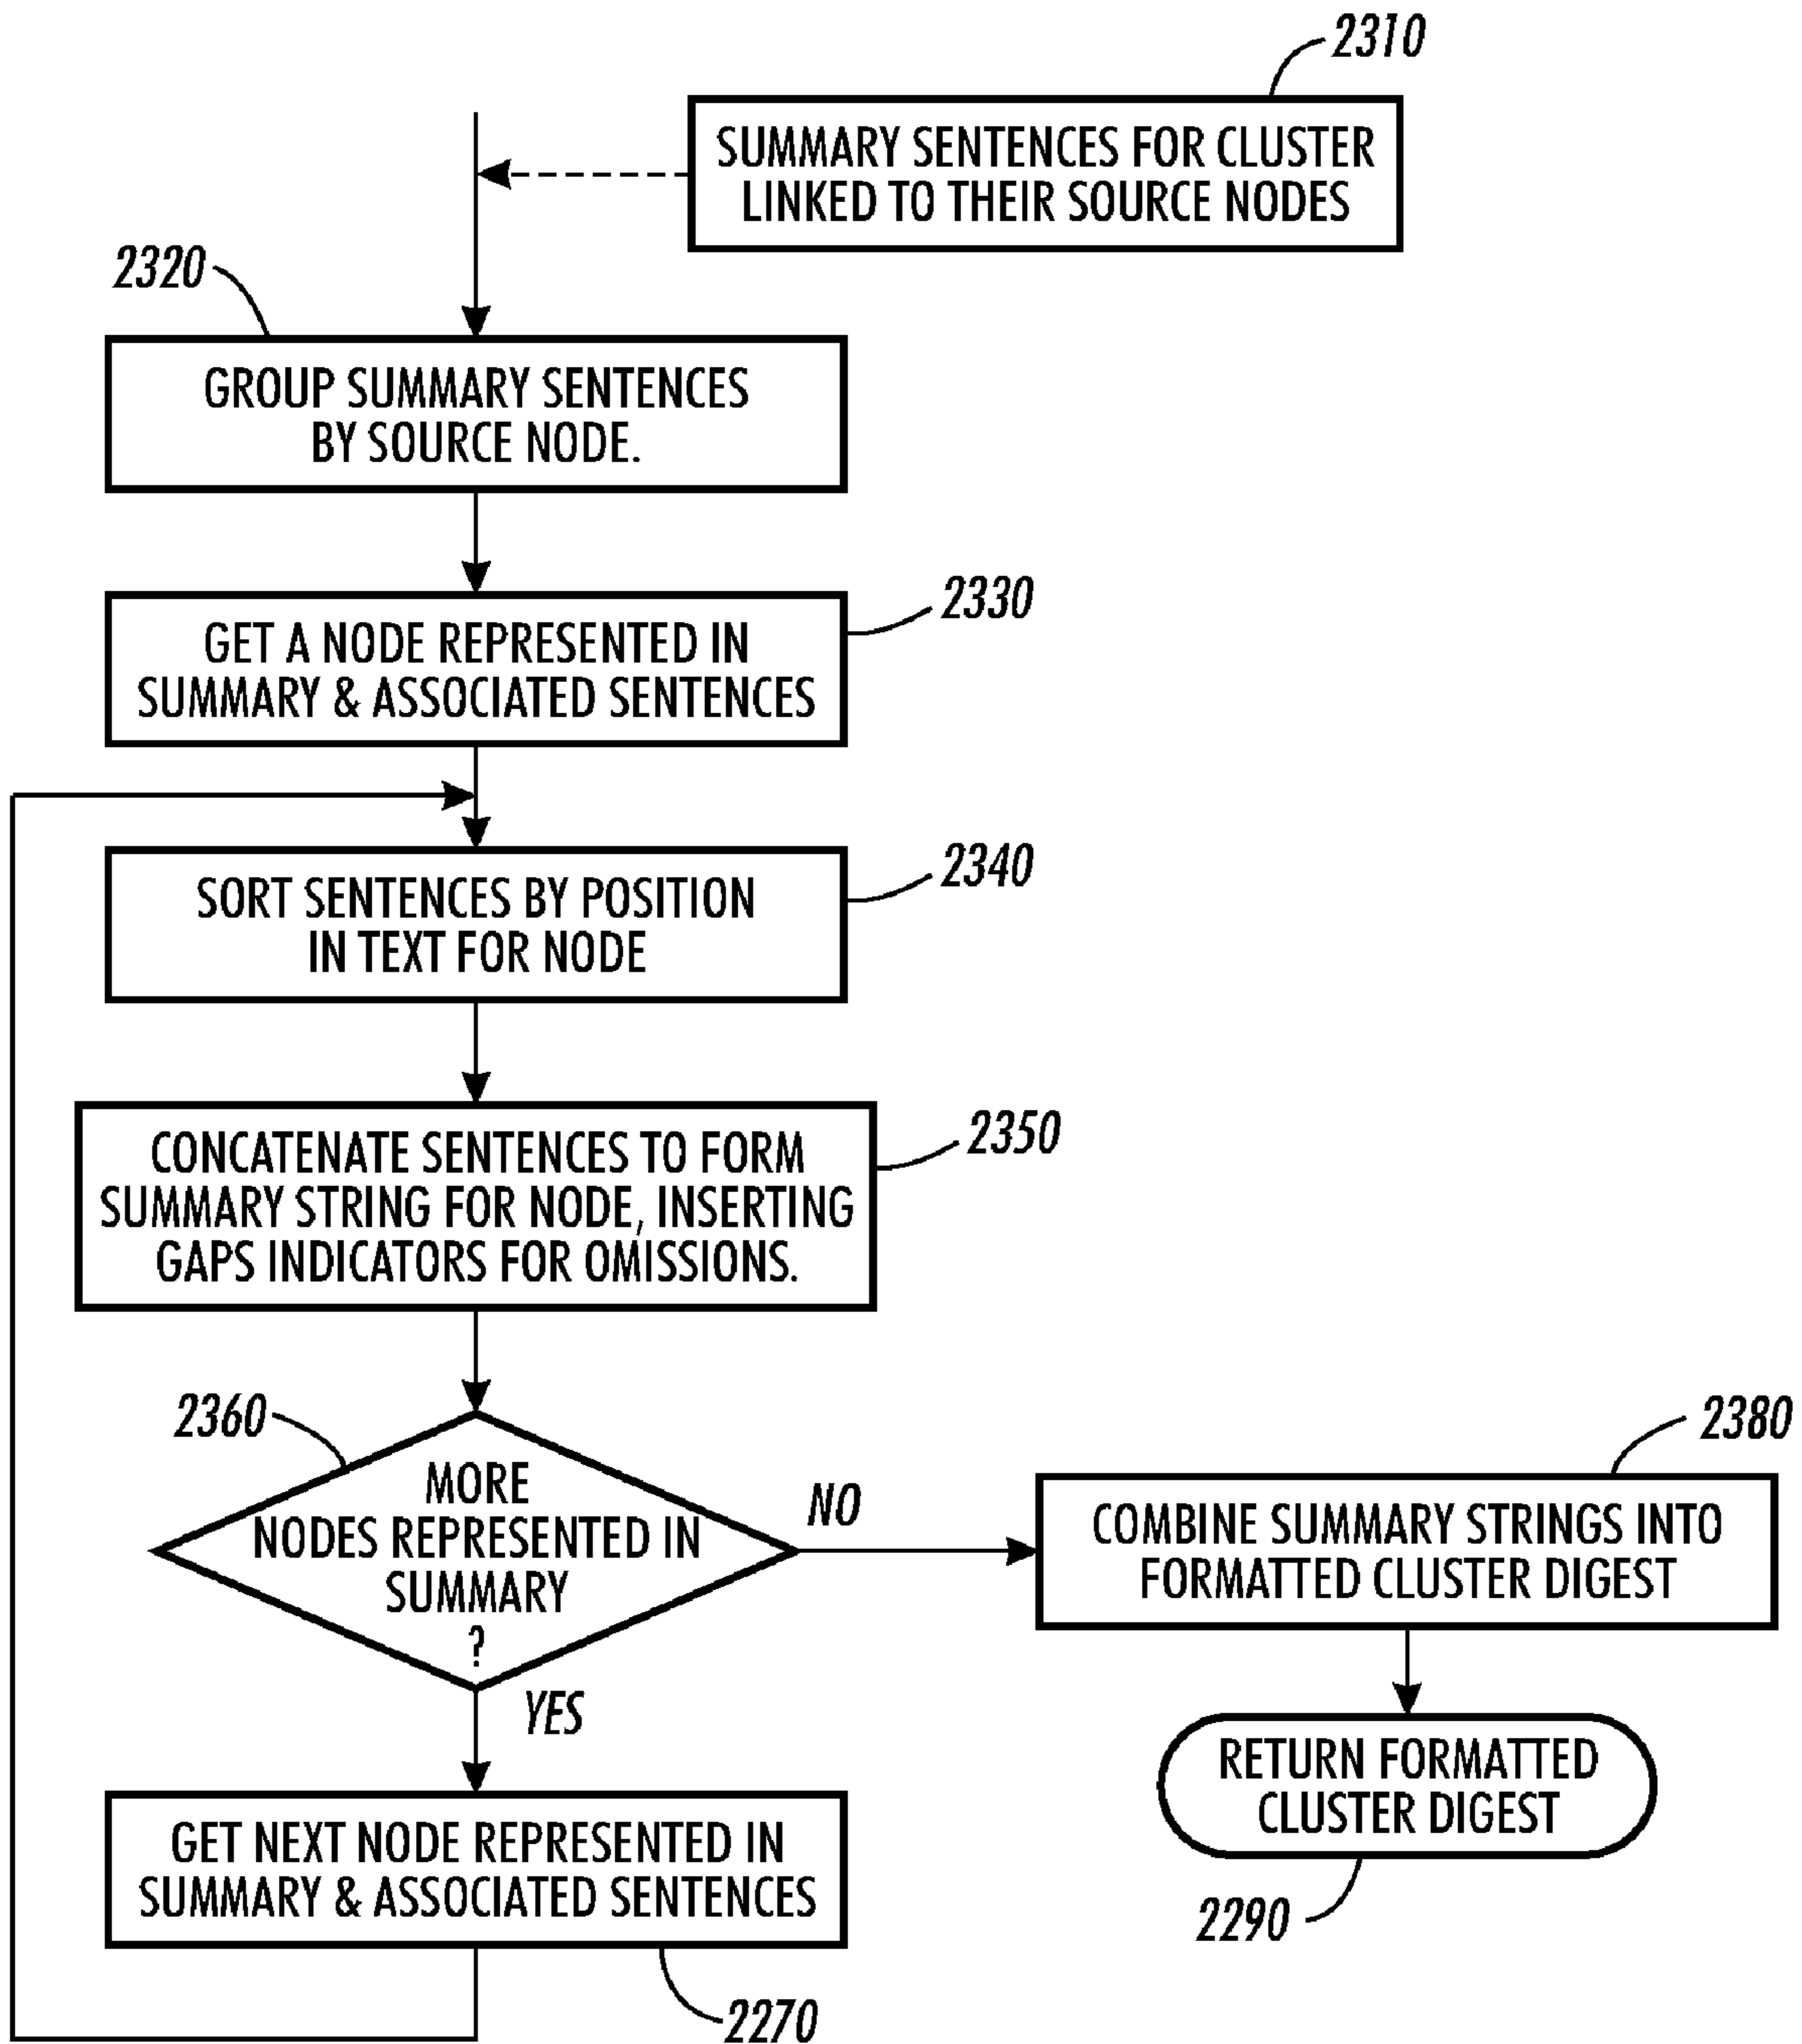 2310
SUMMARY SENTENCES FOR CLUSTER
LINKED TO THEIR SOURCE NODES
2320
GROUP SUMMARY SENTENCES
BY SOURCE NODE.
2330
GET A NODE REPRESENTED IN
SUMMARY & ASSOCIATED SENTENCES
2340
SORT SENTENCES BY POSITION
IN TEXT FOR NODE
2350
CONCATENATE SENTENCES TO FORM
SUMMARY STRING FOR NODE, INSERTING
GAPS INDICATORS FOR OMISSIONS.
2360
MORE
NODES REPRESENTED IN
SUMMARY
?
NO
YES
2380
COMBINE SUMMARY STRINGS INTO
FORMATTED CLUSTER DIGEST
RETURN FORMATTED
CLUSTER DIGEST
2290
GET NEXT NODE REPRESENTED IN
SUMMARY & ASSOCIATED SENTENCES
2270